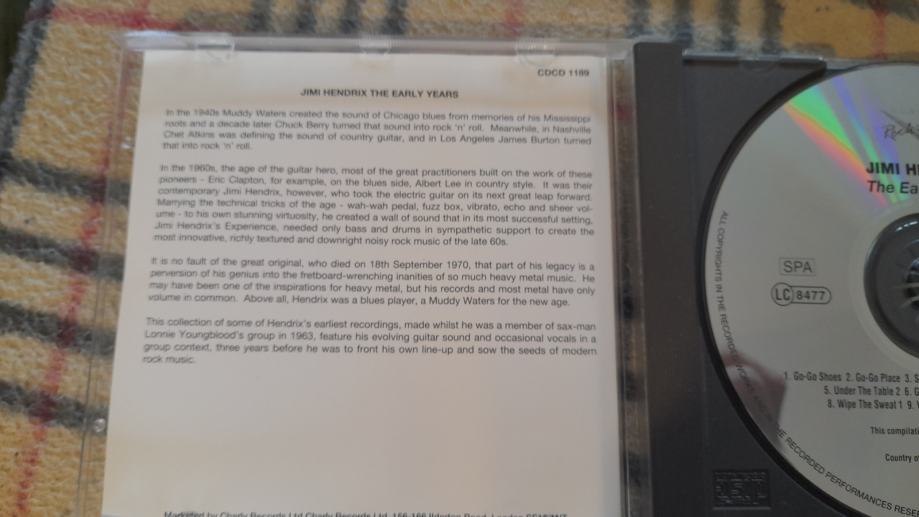 CDCD 1189
JIMI HENDRIX THE EARLY YEARS
In the 1940s Muddy Waters created the sound of Chicago blues from memories of his Mississippi
roots and a decade later Chuck Berry turned that sound into rock 'n' roll. Meanwhile, in Nashville
Chet Atkins was defining the sound of country guitar, and in Los Angeles James Burton turned
that into rock 'n' roll.
In the 1960s, the age of the guitar hero, most of the great practitioners built on the work of these
pioneers - Eric Clapton, for example, on the blues side, Albert Lee in country style. It was their
contemporary Jimi Hendrix, however, who took the electric guitar on its next great leap forward.
Marrying the technical tricks of the age - wah-wah pedal, fuzz box, vibrato, echo and sheer vol-
ume - to his own stunning virtuosity, he created a wall of sound that in its most successful setting,
Jimi Hendrix's Experience, needed only bass and drums in sympathetic support to create the
most innovative, richly textured and downright noisy rock music of the late 60s.
It is no fault of the great original, who died on 18th September 1970, that part of his legacy is a
perversion of his genius into the fretboard-wrenching inanities of so much heavy metal music. He
may have been one of the inspirations for heavy metal, but his records and most metal have only
volume in common. Above all, Hendrix was a blues player, a Muddy Waters for the new age.
This collection of some of Hendrix's earliest recordings, made whilst he was a member of sax-man
Lonnie Youngblood's group in 1963, feature his evolving guitar sound and occasional vocals in a
group context, three years before he was to front his own line-up and sow the seeds of modern
rock music.
Marketed by Charly Records Ltd Charly Records Ltd, 156-166 Ilderton Road, London
JIMI H
The Ea
SPA
LC 8477
1. Go-Go Shoes 2. Go-Go Place 3. S
5. Under The Table 2 6. G
8. Wipe The Sweat 1 9.
This compilati
Country o
ALL COPYRIGHTS IN THE RECORDED
THE RECORDED PERFORMANCES RESE